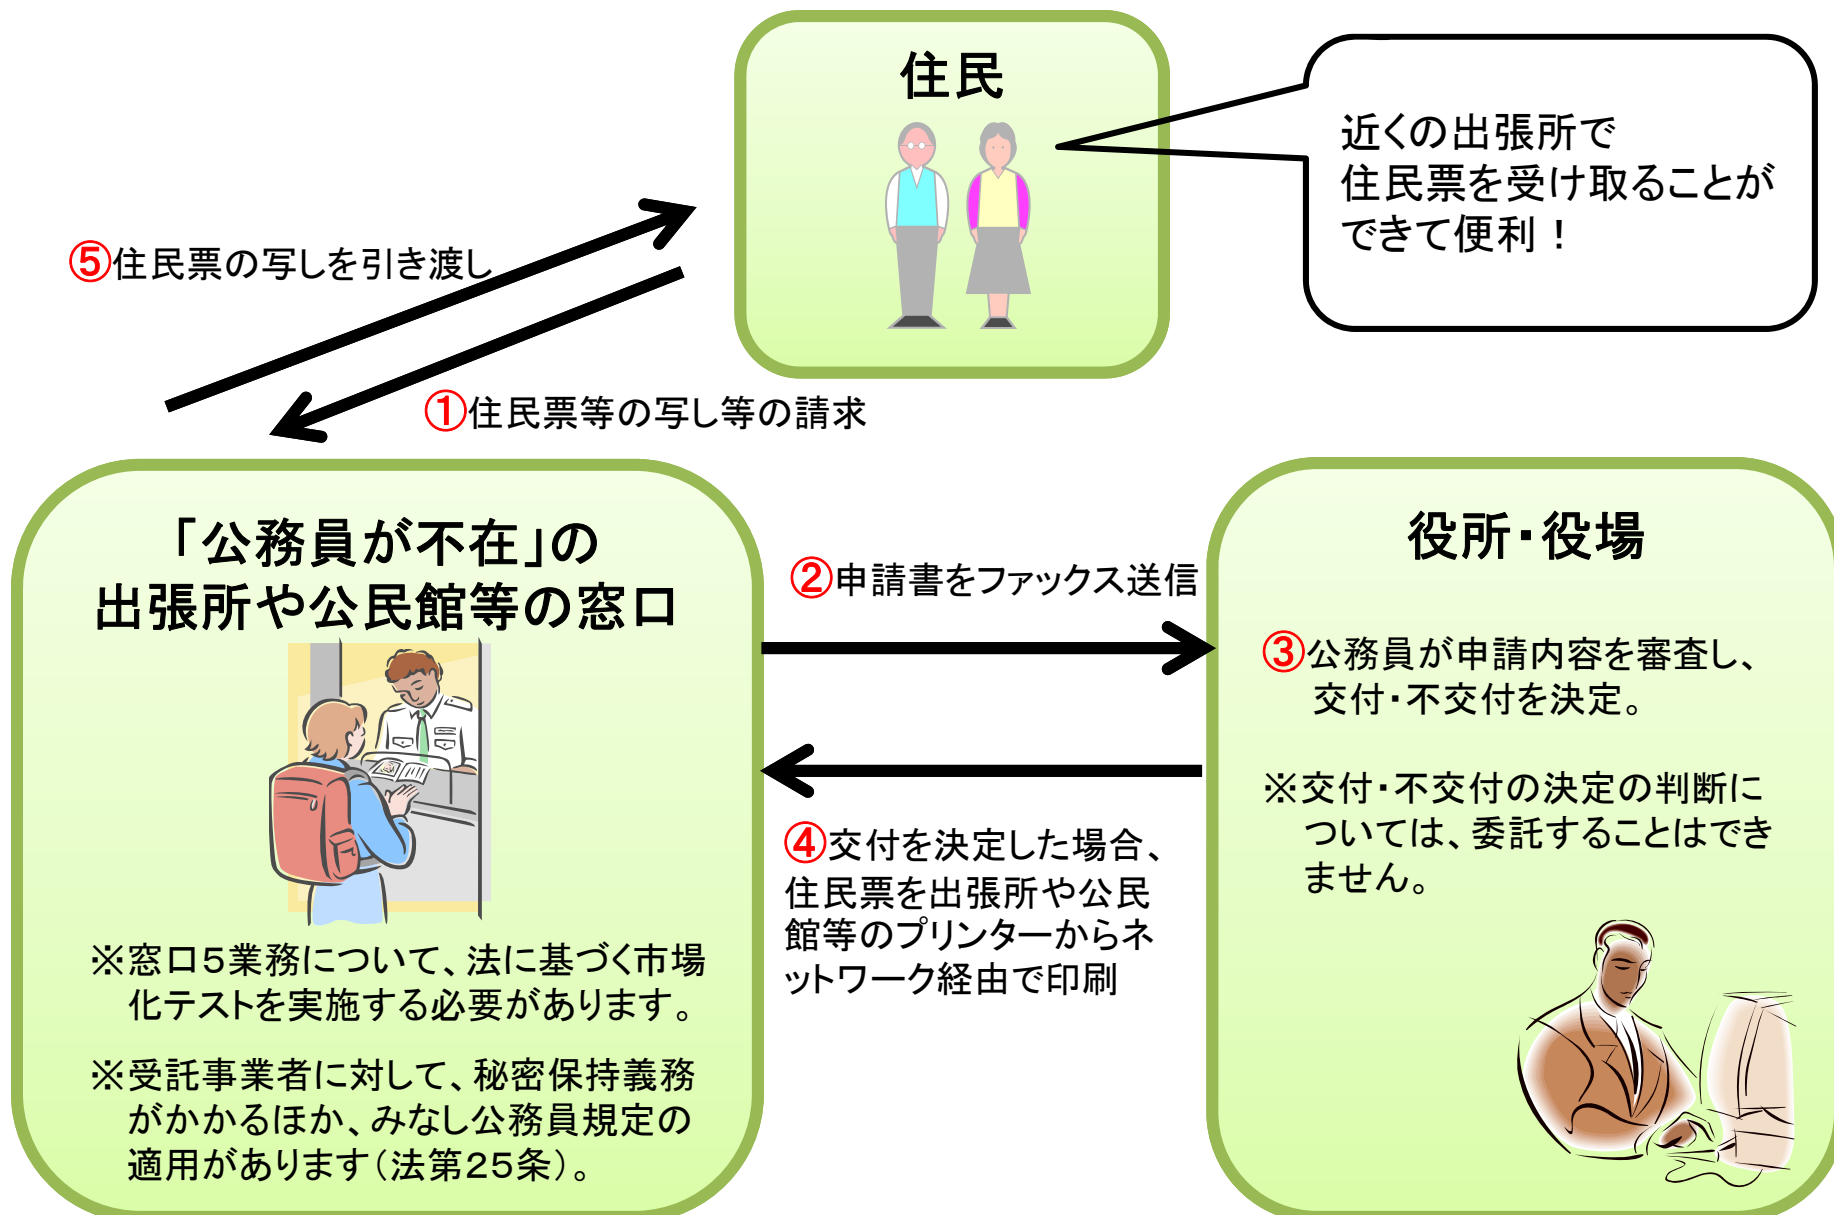 住民
近くの出張所で
住民票を受け取ることが
できて便利！
⑤住民票の写しを引き渡し
①住民票等の写し等の請求
「公務員が不在」の
出張所や公民館等の窓口
※窓口５業務について、法に基づく市場
化テストを実施する必要があります。
※受託事業者に対して、秘密保持義務
がかかるほか、みなし公務員規定の
適用があります（法第２５条）。
②申請書をファックス送信
④交付を決定した場合、
住民票を出張所や公民
館等のプリンターからネ
ットワーク経由で印刷
役所・役場
③公務員が申請内容を審査し、
交付・不交付を決定。
※交付・不交付の決定の判断に
ついては、委託することはでき
ません。